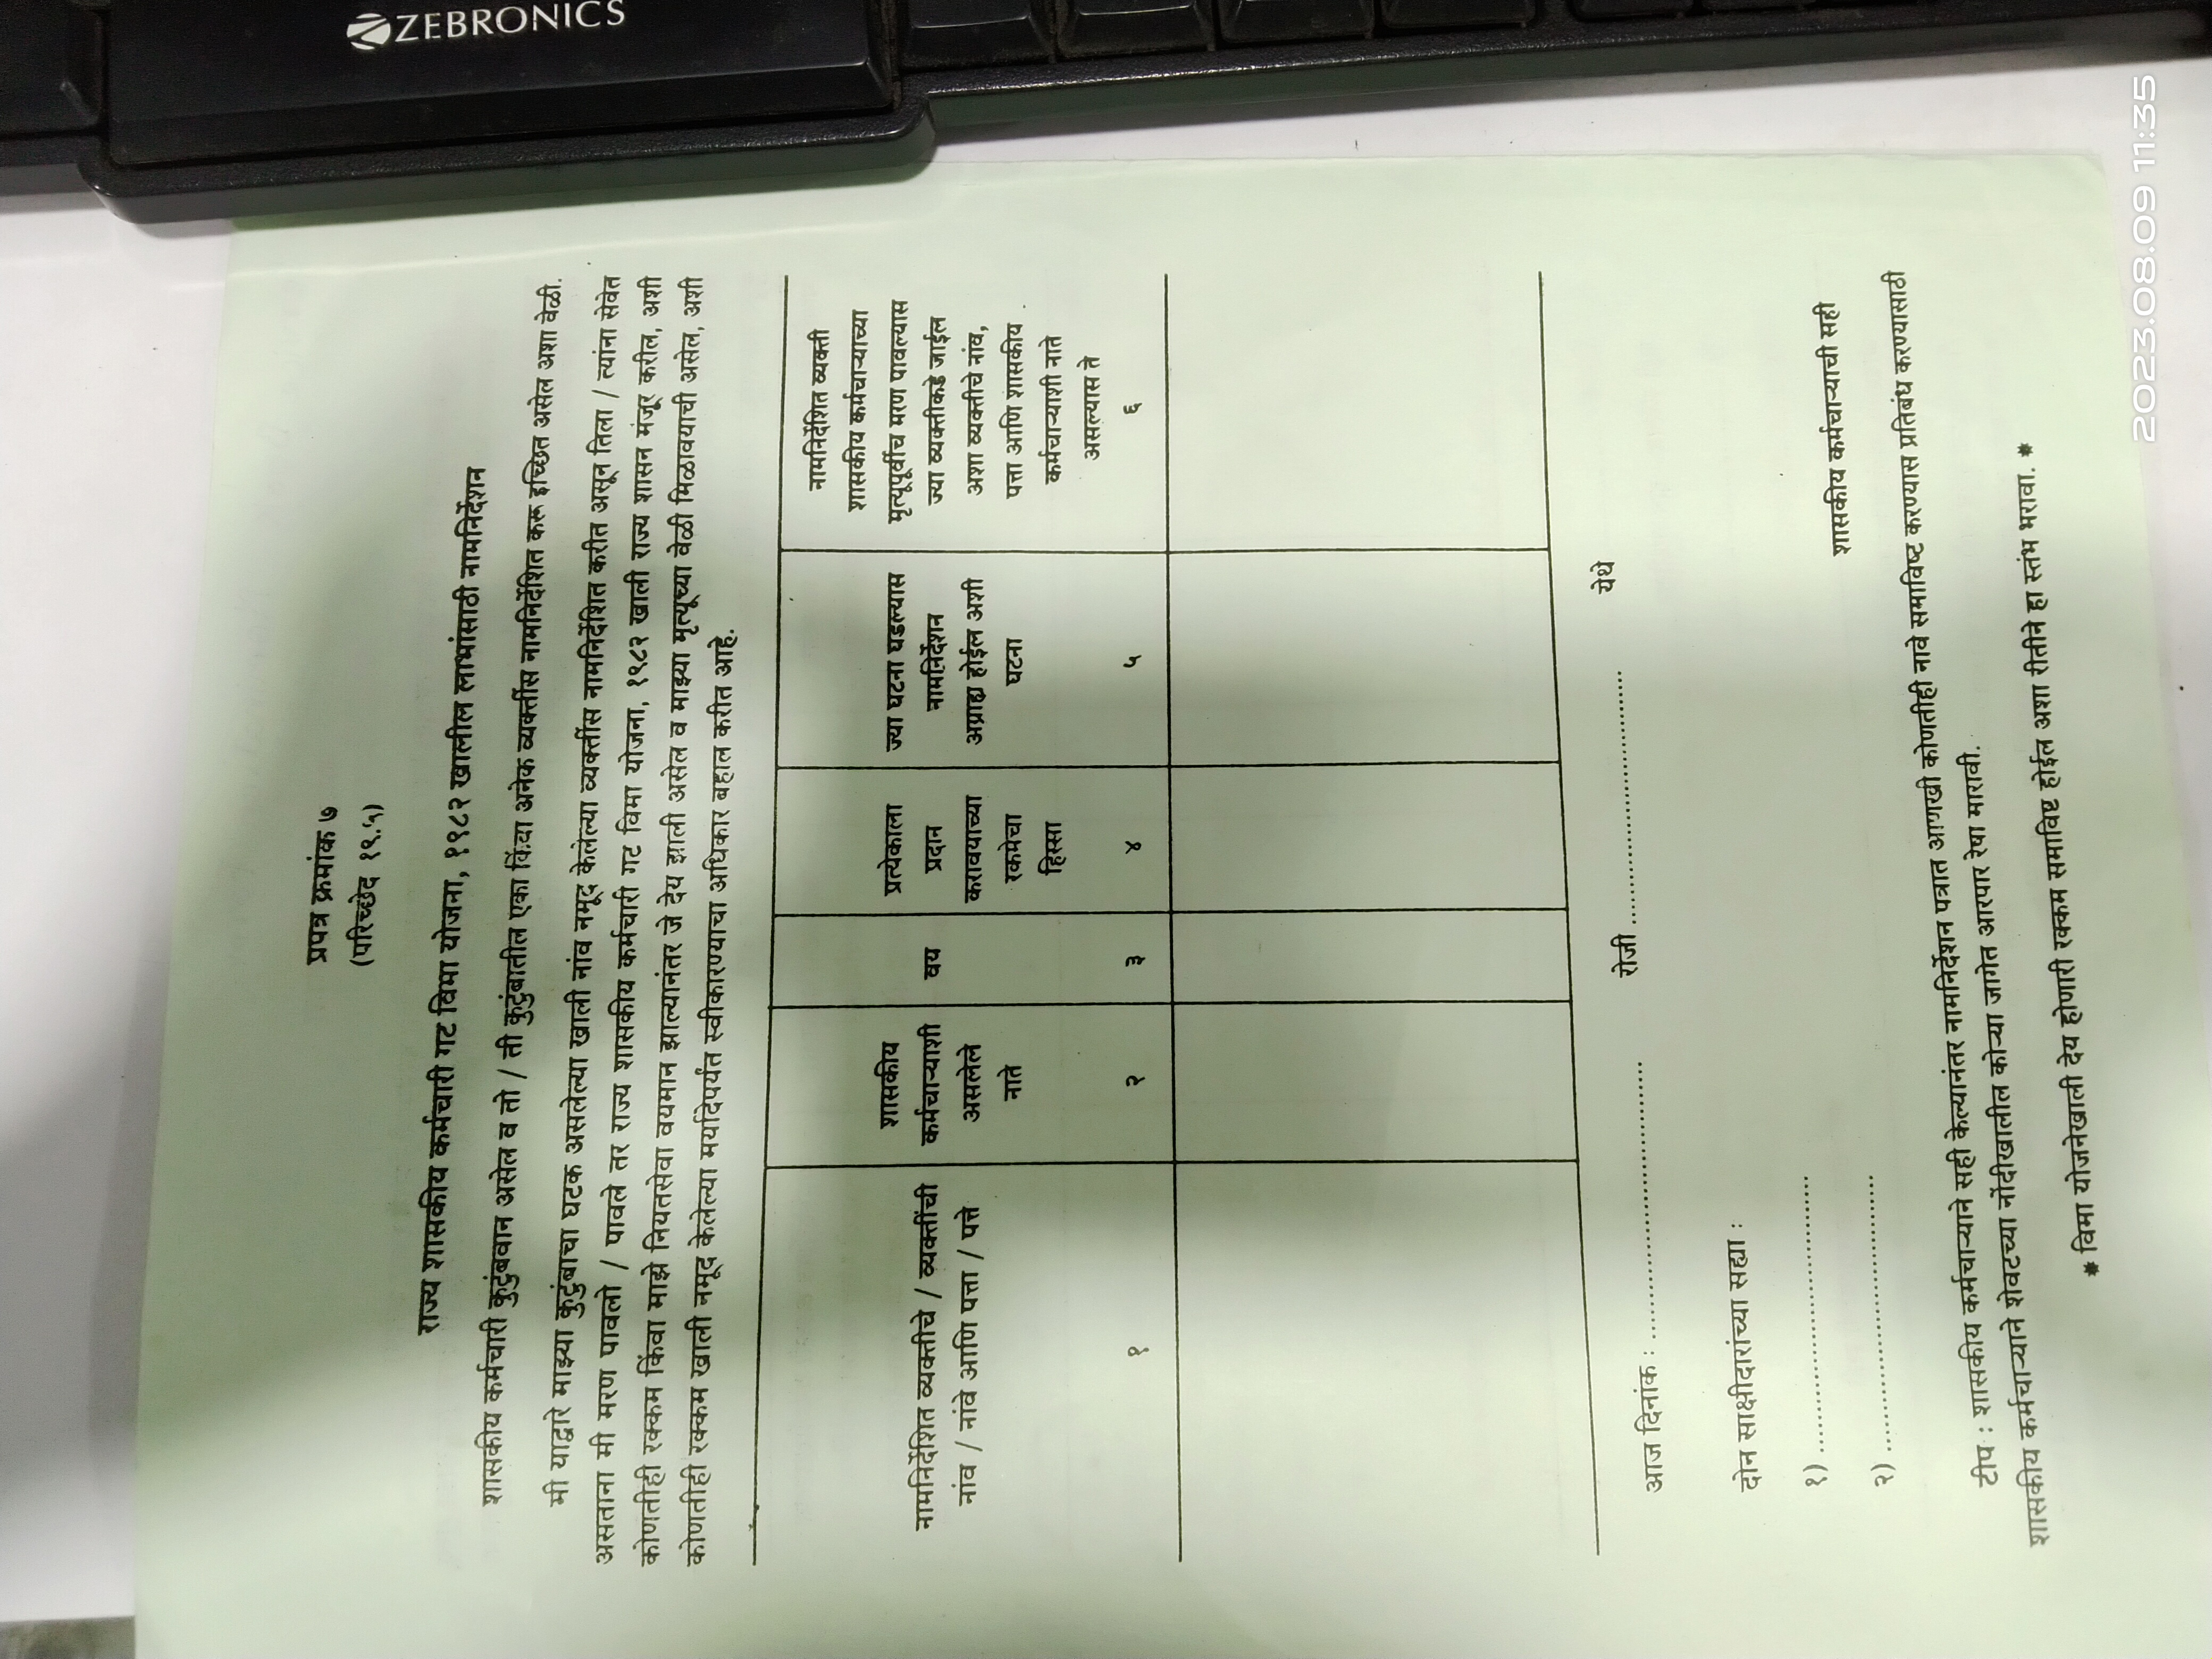 प्रपत्र क्रमांक ७
(परिच्छेद १९.५)
राज्य शासकीय कर्मचारी गट विमा योजना, १९८२ खालील लाभांसाठी नामनिर्देशन
शासकीय कर्मचारी कुटुंबवान असेल व तो / ती कुटुंबातील एका किंवा अनेक व्यक्तींस नामनिर्देशित करू इच्छित असेल अशा वेळी.
मी याद्वारे माझ्या कुटुंबाचा घटक असलेल्या खाली नांव नमूद केलेल्या व्यक्तींस नामनिर्देशित करीत असून तिला / त्यांना सेवेत
असताना मी मरण पावलो / पावले तर राज्य शासकीय कर्मचारी गट विमा योजना, १९८२ खाली राज्य शासन मंजूर करील, अशी
कोणतीही रक्कम किंवा माझे नियतसेवा वयमान झाल्यानंतर जे देय झाली असेल व माझ्या मृत्यूच्या वेळी मिळावयाची असेल, अशी
कोणतीही रक्कम खाली नमूद केलेल्या मर्यादेपर्यंत स्वीकारण्याचा अधिकार बहाल करीत आहे.
नामनिर्देशित व्यक्तीचे / व्यक्तींची
नांव / नांवे आणि पत्ता / पत्ते
१
शासकीय
कर्मचाऱ्याशी
असलेले
नाते
२
वय
३
प्रत्येकाला
प्रदान
करावयाच्या
रकमेचा
हिस्सा
४
ज्या घटना घडल्यास
नामनिर्देशन
अग्राह्य होईल अशी
घटना
५
नामनिर्देशित व्यक्ती
शासकीय कर्मचाऱ्याच्या
मृत्यूपूर्वीच मरण पावल्यास
ज्या व्यक्तीकडे जाईल
अशा व्यक्तीचे नांव,
पत्ता आणि शासकीय
कर्मचाऱ्याशी नाते
असल्यास ते
६
आज दिनांक : .................................. रोजी ............................... येथे
दोन साक्षीदारांच्या सह्या :
१) ..................................
शासकीय कर्मचाऱ्याची सही
२) ..................................
टीप : शासकीय कर्मचाऱ्याने सही केल्यानंतर नामनिर्देशन पत्रात आणखी कोणतीही नावे समाविष्ट करण्यास प्रतिबंध करण्यासाठी
शासकीय कर्मचाऱ्याने शेवटच्या नोंदीखालील कोऱ्या जागेत आरपार रेषा मारावी.
* विमा योजनेखाली देय होणारी रक्कम समाविष्ट होईल अशा रीतीने हा स्तंभ भरावा. *
ZEBRONICS
2023.08.09 11:35